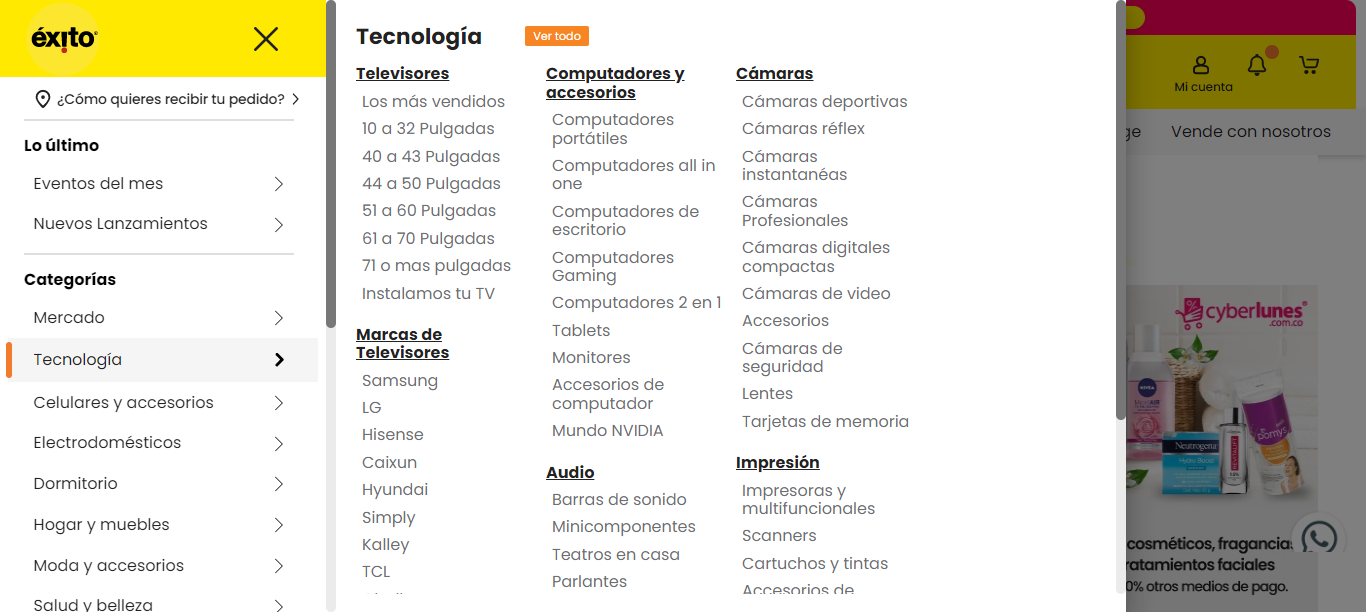 éxito
¿Cómo quieres recibir tu pedido?
Lo último
Eventos del mes
Nuevos Lanzamientos
Categorías
Mercado
Tecnología
Celulares y accesorios
Electrodomésticos
Dormitorio
Hogar y muebles
Moda y accesorios
Salud y belleza
Tecnología
Ver todo
Televisores
Los más vendidos
10 a 32 Pulgadas
40 a 43 Pulgadas
44 a 50 Pulgadas
51 a 60 Pulgadas
61 a 70 Pulgadas
71 o mas pulgadas
Instalamos tu TV
Marcas de
Televisores
Samsung
LG
Hisense
Caixun
Hyundai
Simply
Kalley
TCL
Computadores y
accesorios
Computadores
portátiles
Computadores all in
one
Computadores de
escritorio
Computadores
Gaming
Computadores 2 en 1
Tablets
Monitores
Accesorios de
computador
Mundo NVIDIA
Audio
Barras de sonido
Minicomponentes
Teatros en casa
Parlantes
Cámaras
Cámaras deportivas
Cámaras réflex
Cámaras
instantanéas
Cámaras
Profesionales
Cámaras digitales
compactas
Cámaras de video
Accesorios
Cámaras de
seguridad
Lentes
Tarjetas de memoria
Impresión
Impresoras y
multifuncionales
Scanners
Cartuchos y tintas
Accesorios de
Mi cuenta
ge
Vende con nosotros
cyberlunes®
.com.co
nivea
Neutrogena
Hydro Boost
REVITALIFT
pomys
cosméticos, fragancias
ratamientos faciales
0% otros medios de pago.